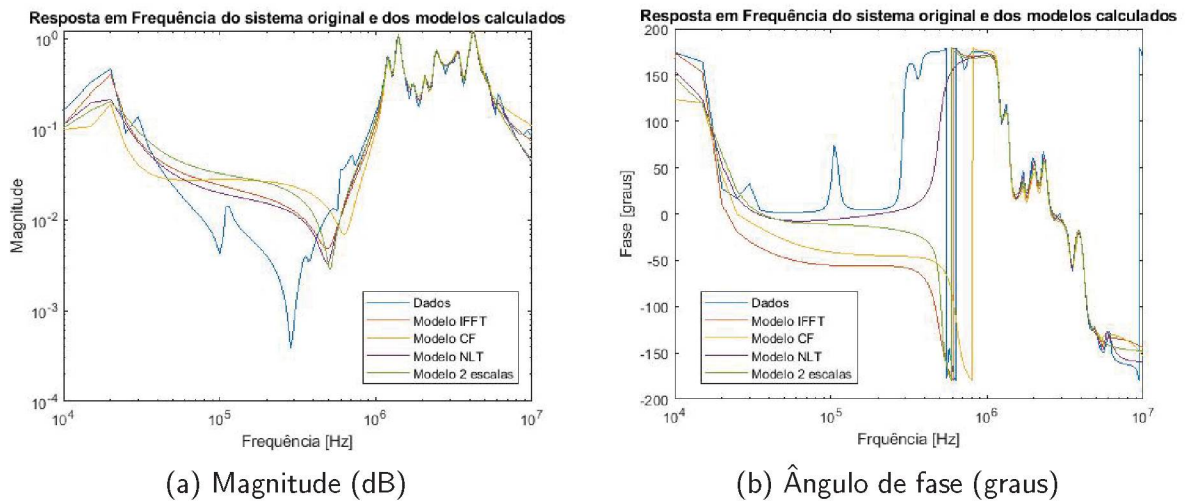 Resposta em Frequência do sistema original e dos modelos calculados
10^0
10^-1
10^-2
10^-3
10^-4
Magnitude
Dados
Modelo IFFT
Modelo CF
Modelo NLT
Modelo 2 escalas
10^4 10^5 10^6 10^7
Frequência [Hz]
(a) Magnitude (dB)
Resposta em Frequência do sistema original e dos modelos calculados
200
150
100
50
0
-50
-100
-150
-200
Fase [graus]
Dados
Modelo IFFT
Modelo CF
Modelo NLT
Modelo 2 escalas
10^4 10^5 10^6 10^7
Frquência [Hz]
(b) Ângulo de fase (graus)